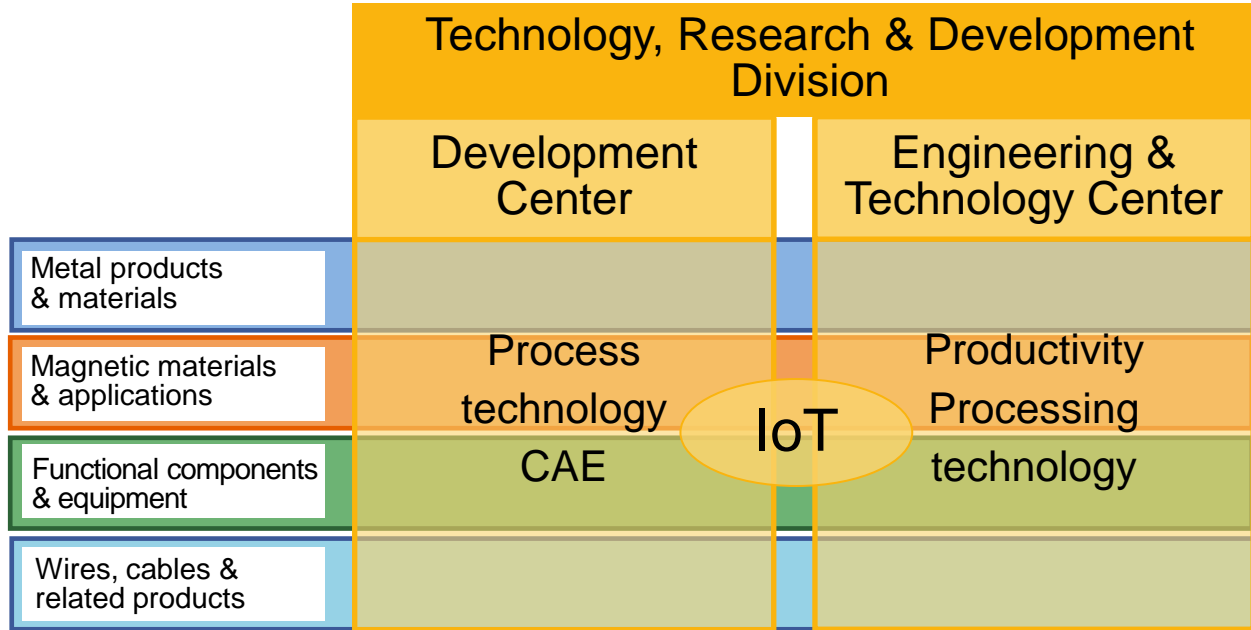 Technology, Research & Development
Division
Development
Center
Engineering &
Technology Center
Metal products
& materials
Magnetic materials
& applications
Functional components
& equipment
Wires, cables &
related products
Process
technology
CAE
IoT
Productivity
Processing
technology